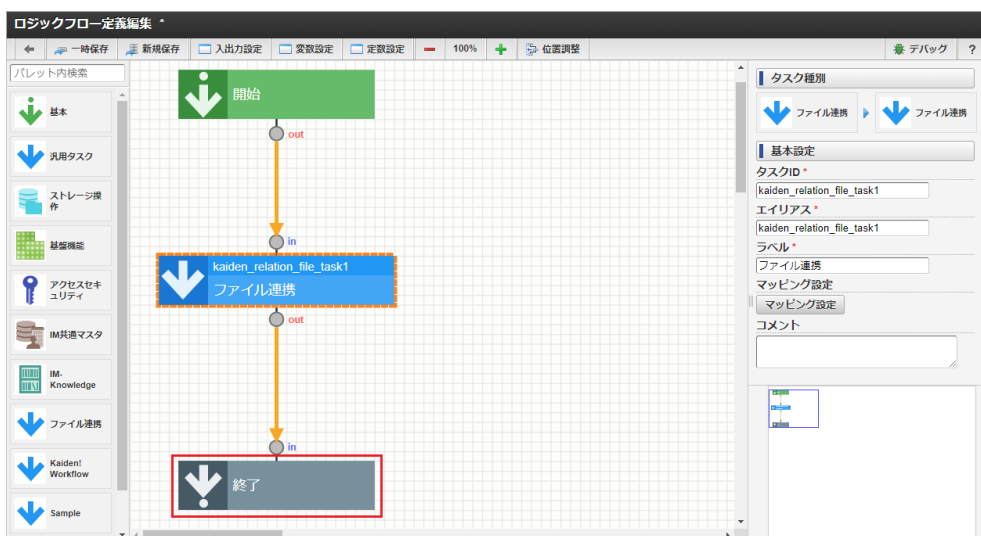 ロジックフロー定義編集 *
一時保存 新規保存 入出力設定 変数設定 定数設定 100% 位置調整 デバッグ ?
パレット内検索
基本
汎用タスク
ストレージ操
作
基盤機能
アクセスセキ
ュリティ
IM共通マスタ
IM-
Knowledge
ファイル連携
Kaiden!
Workflow
Sample
開始
out
in
kaiden_relation_file_task1
ファイル連携
out
in
終了
タスク種別
ファイル連携 ファイル連携
基本設定
タスクID *
kaiden_relation_file_task1
エイリアス *
kaiden_relation_file_task1
ラベル *
ファイル連携
マッピング設定
マッピング設定
コメント